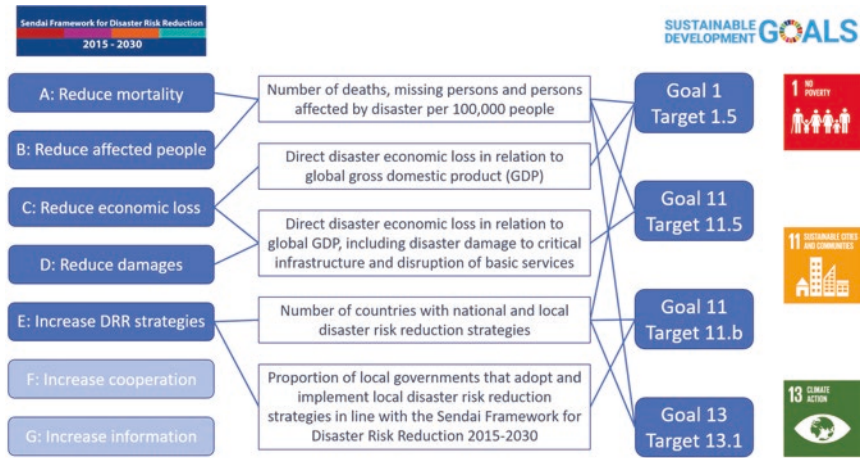 Sendai Framework for Disaster Risk Reduction
2015 - 2030
SUSTAINABLE
DEVELOPMENT
GOALS
A: Reduce mortality
B: Reduce affected people
C: Reduce economic loss
D: Reduce damages
E: Increase DRR strategies
F: Increase cooperation
G: Increase information
Number of deaths, missing persons and persons
affected by disaster per 100,000 people
Direct disaster economic loss in relation to
global gross domestic product (GDP)
Direct disaster economic loss in relation to
global GDP, including disaster damage to critical
infrastructure and disruption of basic services
Number of countries with national and local
disaster risk reduction strategies
Proportion of local governments that adopt and
implement local disaster risk reduction
strategies in line with the Sendai Framework for
Disaster Risk Reduction 2015-2030
Goal 1
Target 1.5
Goal 11
Target 11.5
Goal 11
Target 11.b
Goal 13
Target 13.1
1 NO
POVERTY
11 SUSTAINABLE CITIES
AND COMMUNITIES
13 CLIMATE
ACTION